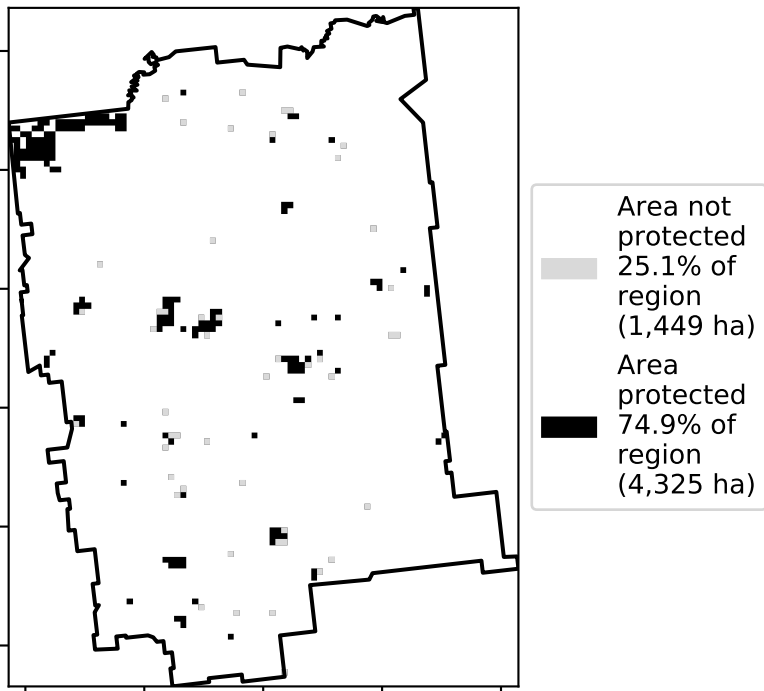 Area not
protected
25.1% of
region
(1,449 ha)
Area
protected
74.9% of
region
(4,325 ha)